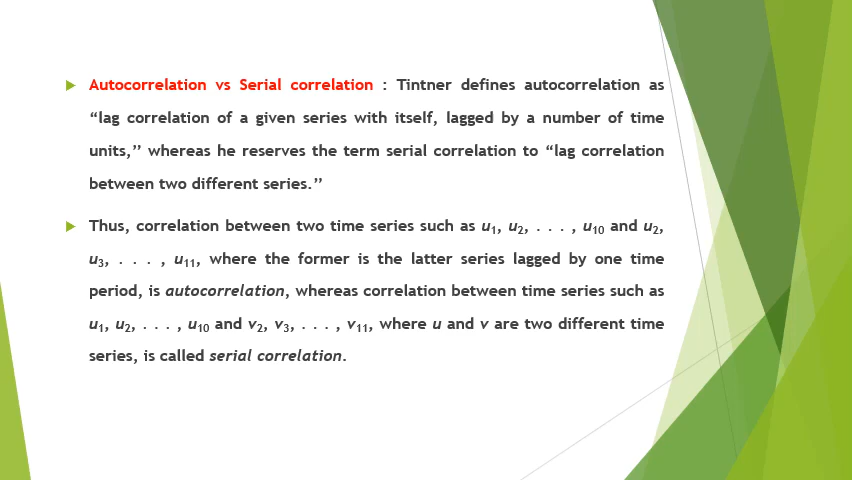 Autocorrelation vs Serial correlation : Tintner defines autocorrelation as
“lag correlation of a given series with itself, lagged by a number of time
units,’’ whereas he reserves the term serial correlation to “lag correlation
between two different series.’’
Thus, correlation between two time series such as u₁, u₂, . . . , u₁₀ and u₂,
u₃, . . . , u₁₁, where the former is the latter series lagged by one time
period, is autocorrelation, whereas correlation between time series such as
u₁, u₂, . . . , u₁₀ and v₂, v₃, . . . , v₁₁, where u and v are two different time
series, is called serial correlation.